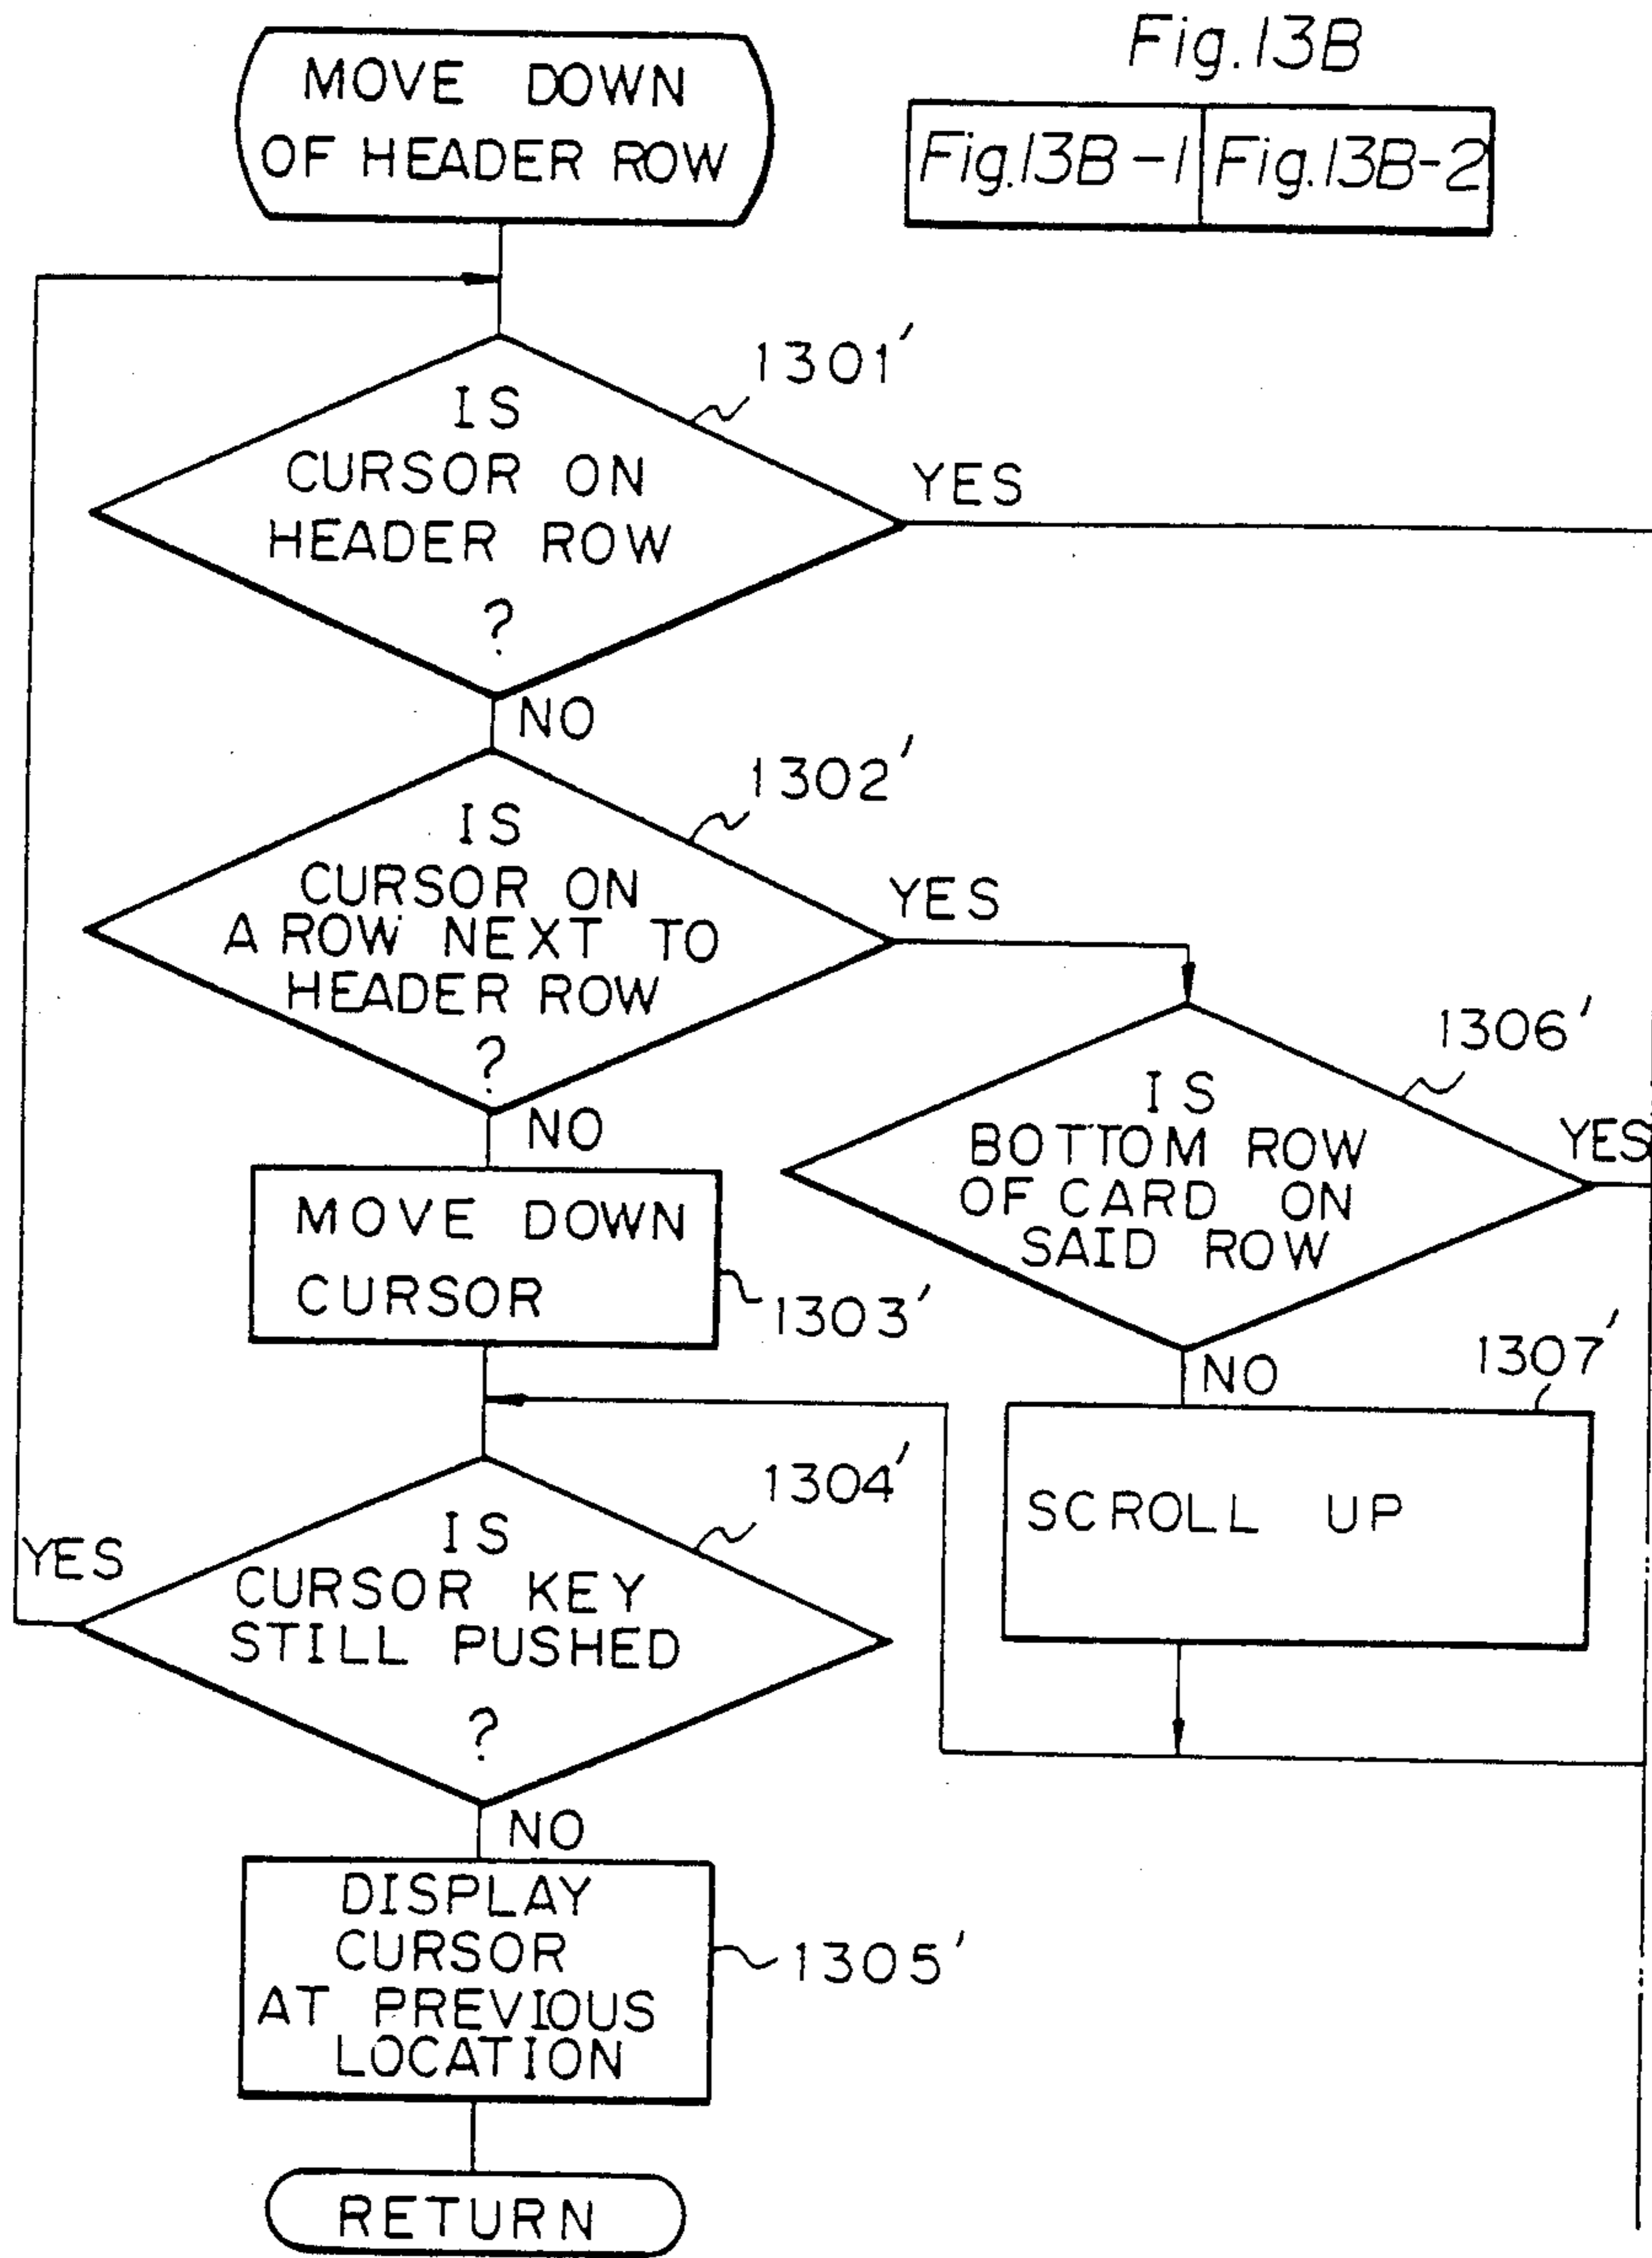 Fig.13B
Fig.13B-1
Fig.13B-2
MOVE DOWN
OF HEADER ROW
1301'
IS
CURSOR ON
HEADER ROW
?
YES
NO
1302'
IS
CURSOR ON
A ROW NEXT TO
HEADER ROW
?
YES
NO
1306'
IS
BOTTOM ROW
OF CARD ON
SAID ROW
YES
NO
MOVE DOWN
CURSOR
1303'
1307'
SCROLL UP
1304'
IS
CURSOR KEY
STILL PUSHED
?
YES
NO
DISPLAY
CURSOR
AT PREVIOUS
LOCATION
1305'
RETURN